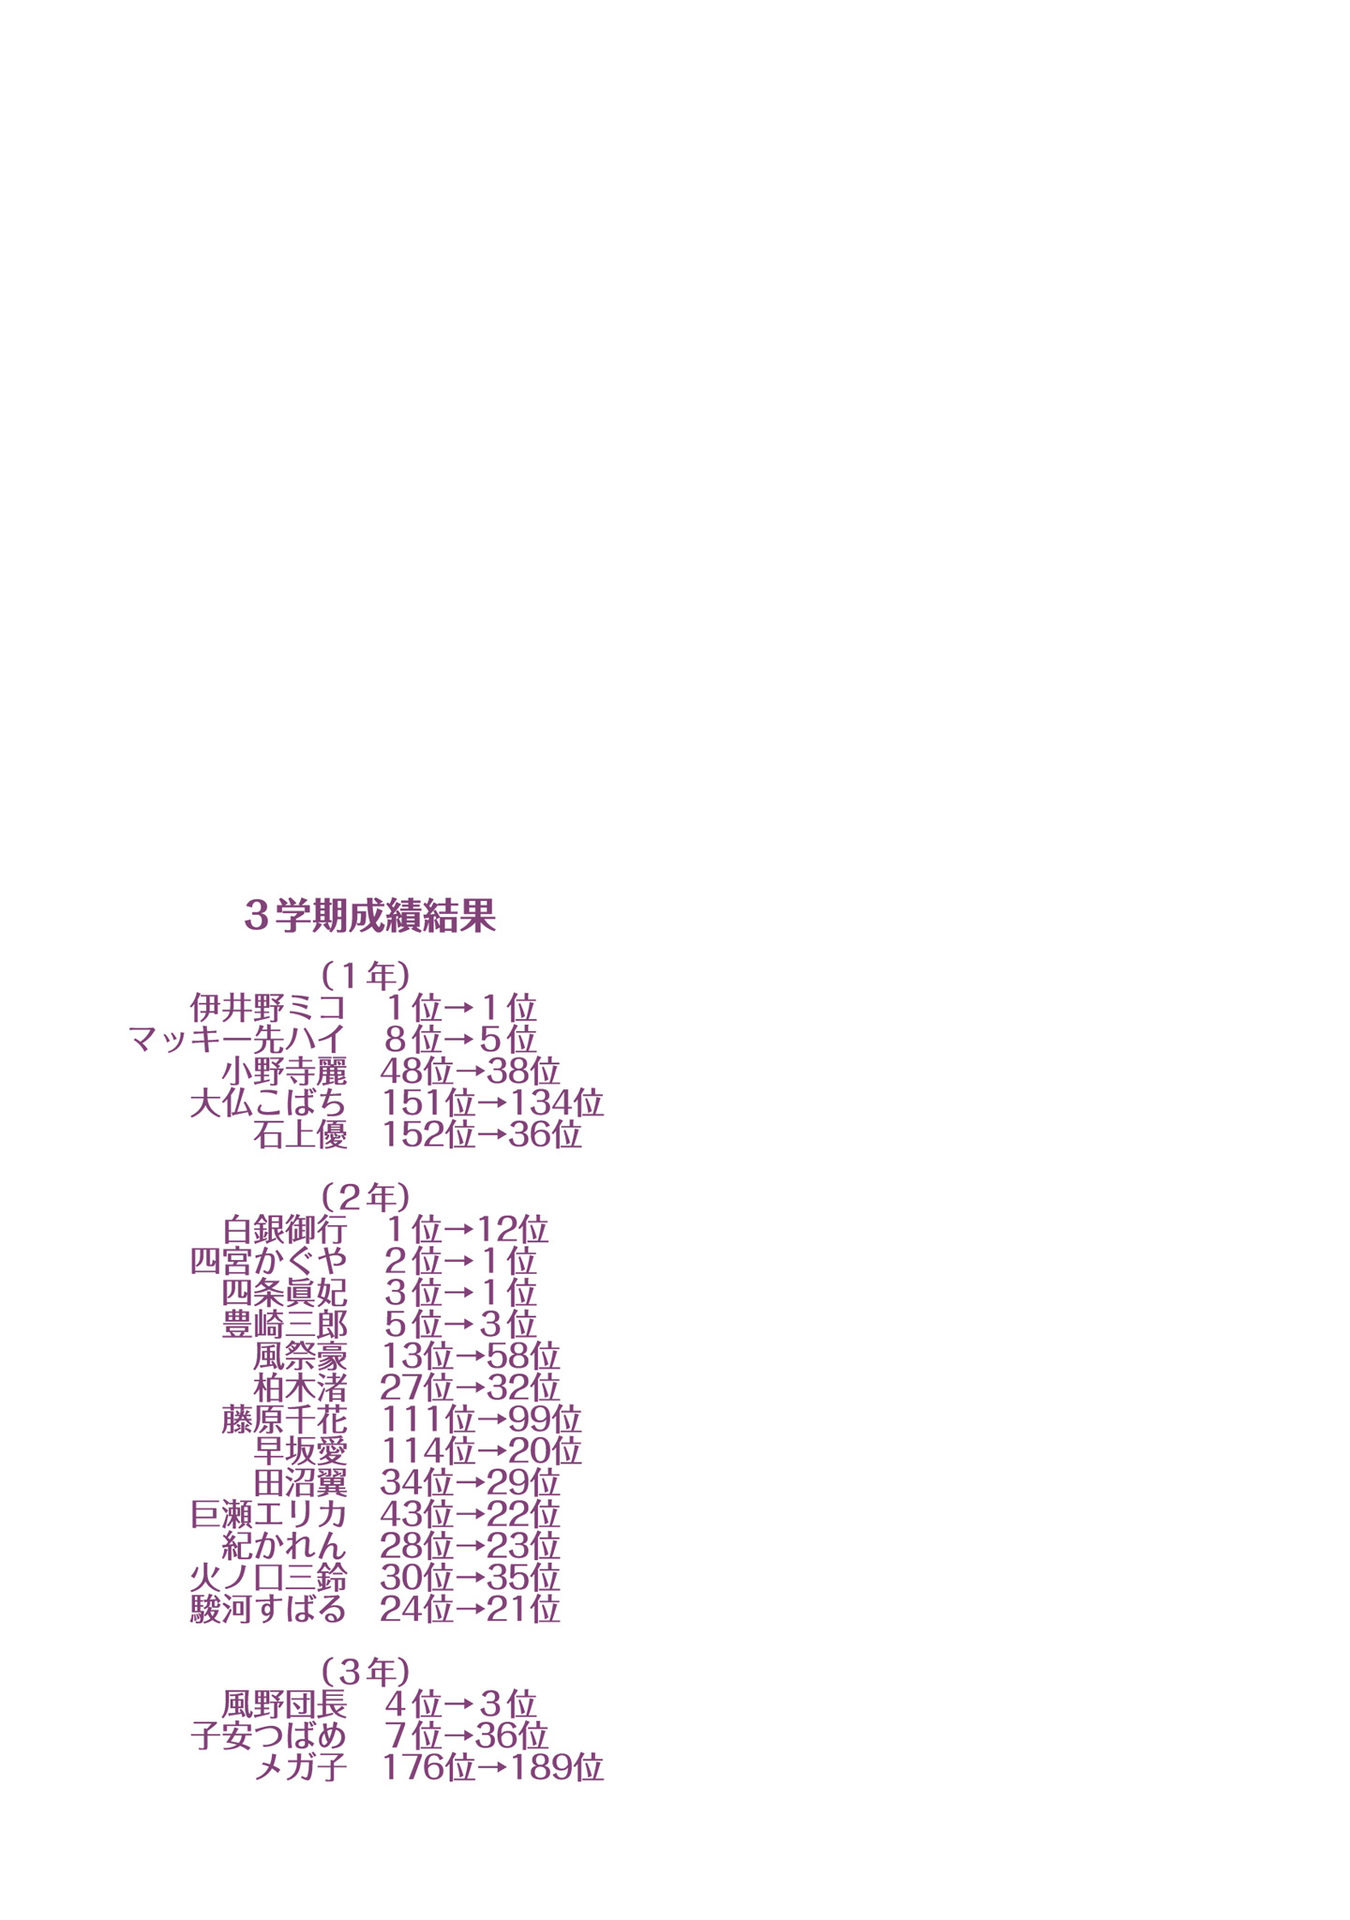 ３学期成績結果
（１年）
伊井野ミコ　１位→１位
マッキー先ハイ　８位→５位
小野寺麗　48位→38位
大仏こばち　151位→134位
石上優　152位→36位
（２年）
白銀御行　１位→12位
四宮かぐや　２位→１位
四条眞妃　３位→１位
豊崎三郎　５位→３位
風祭豪　13位→58位
柏木渚　27位→32位
藤原千花　111位→99位
早坂愛　114位→20位
田沼翼　34位→29位
巨瀬エリカ　43位→22位
紀かれん　28位→23位
火ノ口三鈴　30位→35位
駿河すばる　24位→21位
（３年）
風野団長　４位→３位
子安つばめ　７位→36位
メガ子　176位→189位